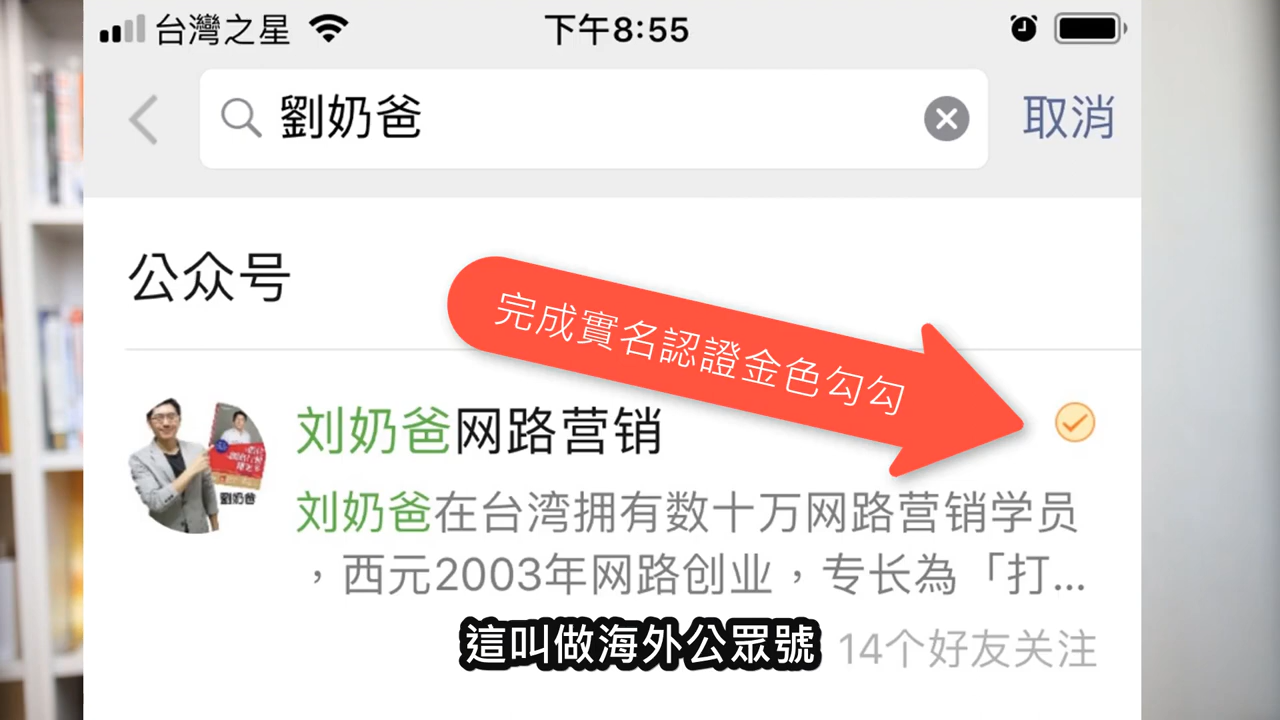 台灣之星
下午8:55
劉奶爸
取消
公众号
完成實名認證金色勾勾
刘奶爸网路营销
刘奶爸在台湾拥有数十万网路营销学员
，西元2003年网路创业，专长為「打...
劉奶爸
這叫做海外公眾號
14个好友关注